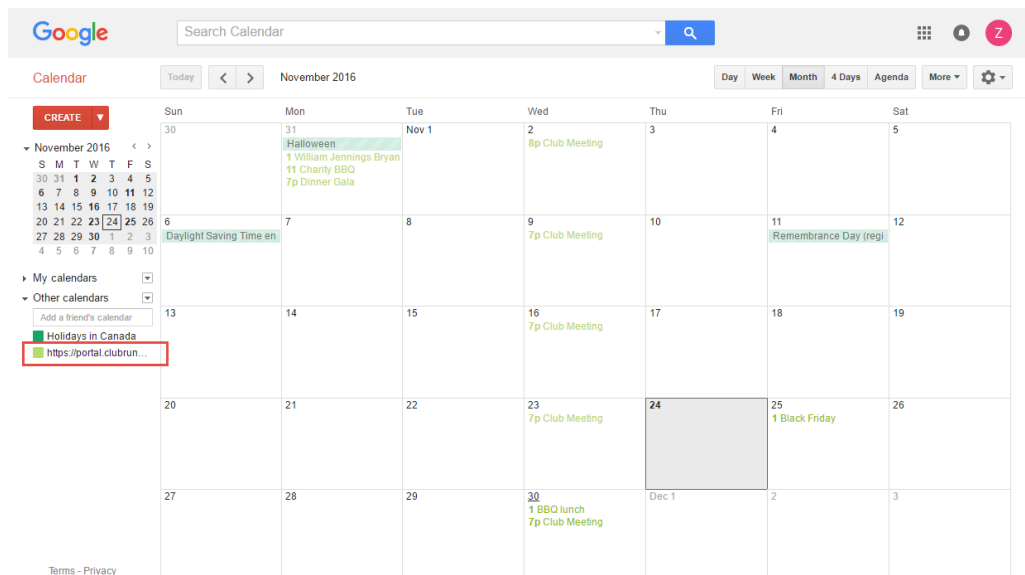 Google
Search Calendar
Z
Calendar
Today
November 2016
Day Week Month 4 Days Agenda More
CREATE
November 2016
S M T W T F S
30 31 1 2 3 4 5
6 7 8 9 10 11 12
13 14 15 16 17 18 19
20 21 22 23 24 25 26
27 28 29 30 1 2 3
4 5 6 7 8 9 10
My calendars
Other calendars
Add a friend's calendar
Holidays in Canada
https://portal.clubrun...
Terms - Privacy
Sun Mon Tue Wed Thu Fri Sat
30 31 Nov 1 2 3 4 5
Halloween
8p Club Meeting
1 William Jennings Bryan
11 Charity BBQ
7p Dinner Gala
6 7 8 9 10 11 12
Daylight Saving Time en
7p Club Meeting
Remembrance Day (regi
13 14 15 16 17 18 19
7p Club Meeting
20 21 22 23 24 25 26
7p Club Meeting
1 Black Friday
27 28 29 30 Dec 1 2 3
1 BBQ lunch
7p Club Meeting